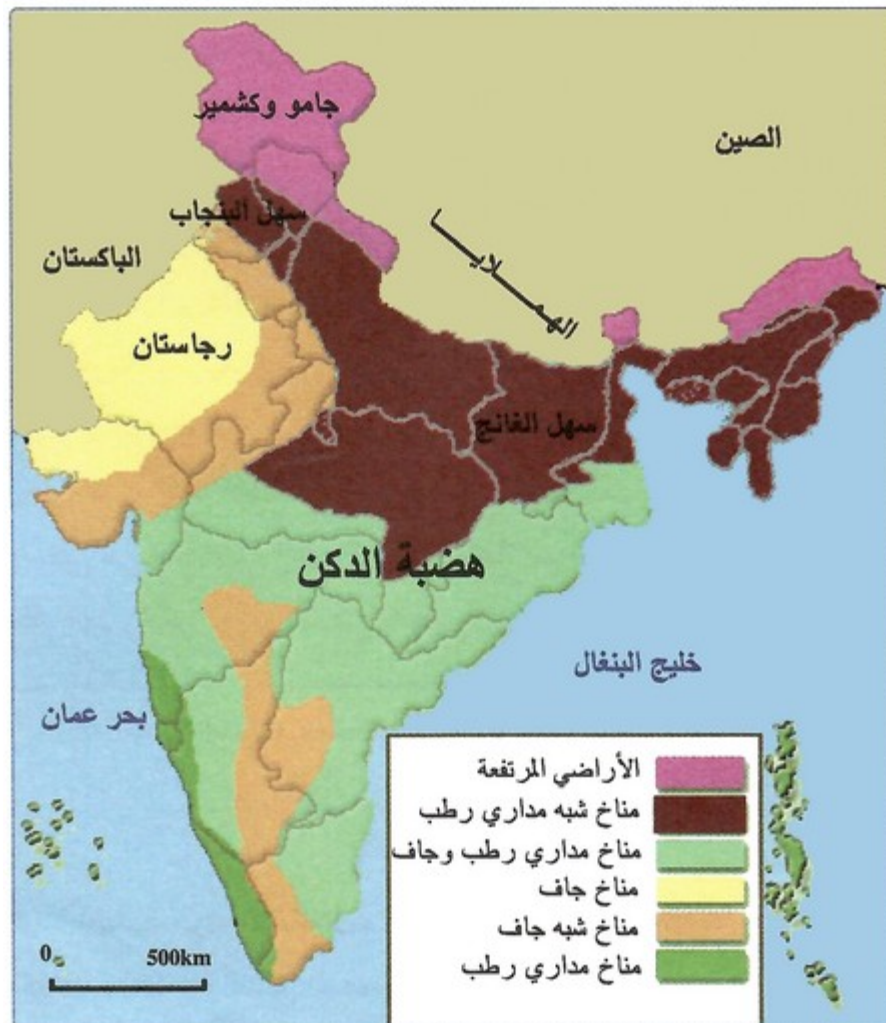 جامو وكشمير
الصين
سهل البنجاب
الباكستان
الهــمــلايــا
رجاستان
سهل الغانج
هضبة الدكن
خليج البنغال
بحر عمان
الأراضي المرتفعة
مناخ شبه مداري رطب
مناخ مداري رطب وجاف
مناخ جاف
مناخ شبه جاف
مناخ مداري رطب
0 500km